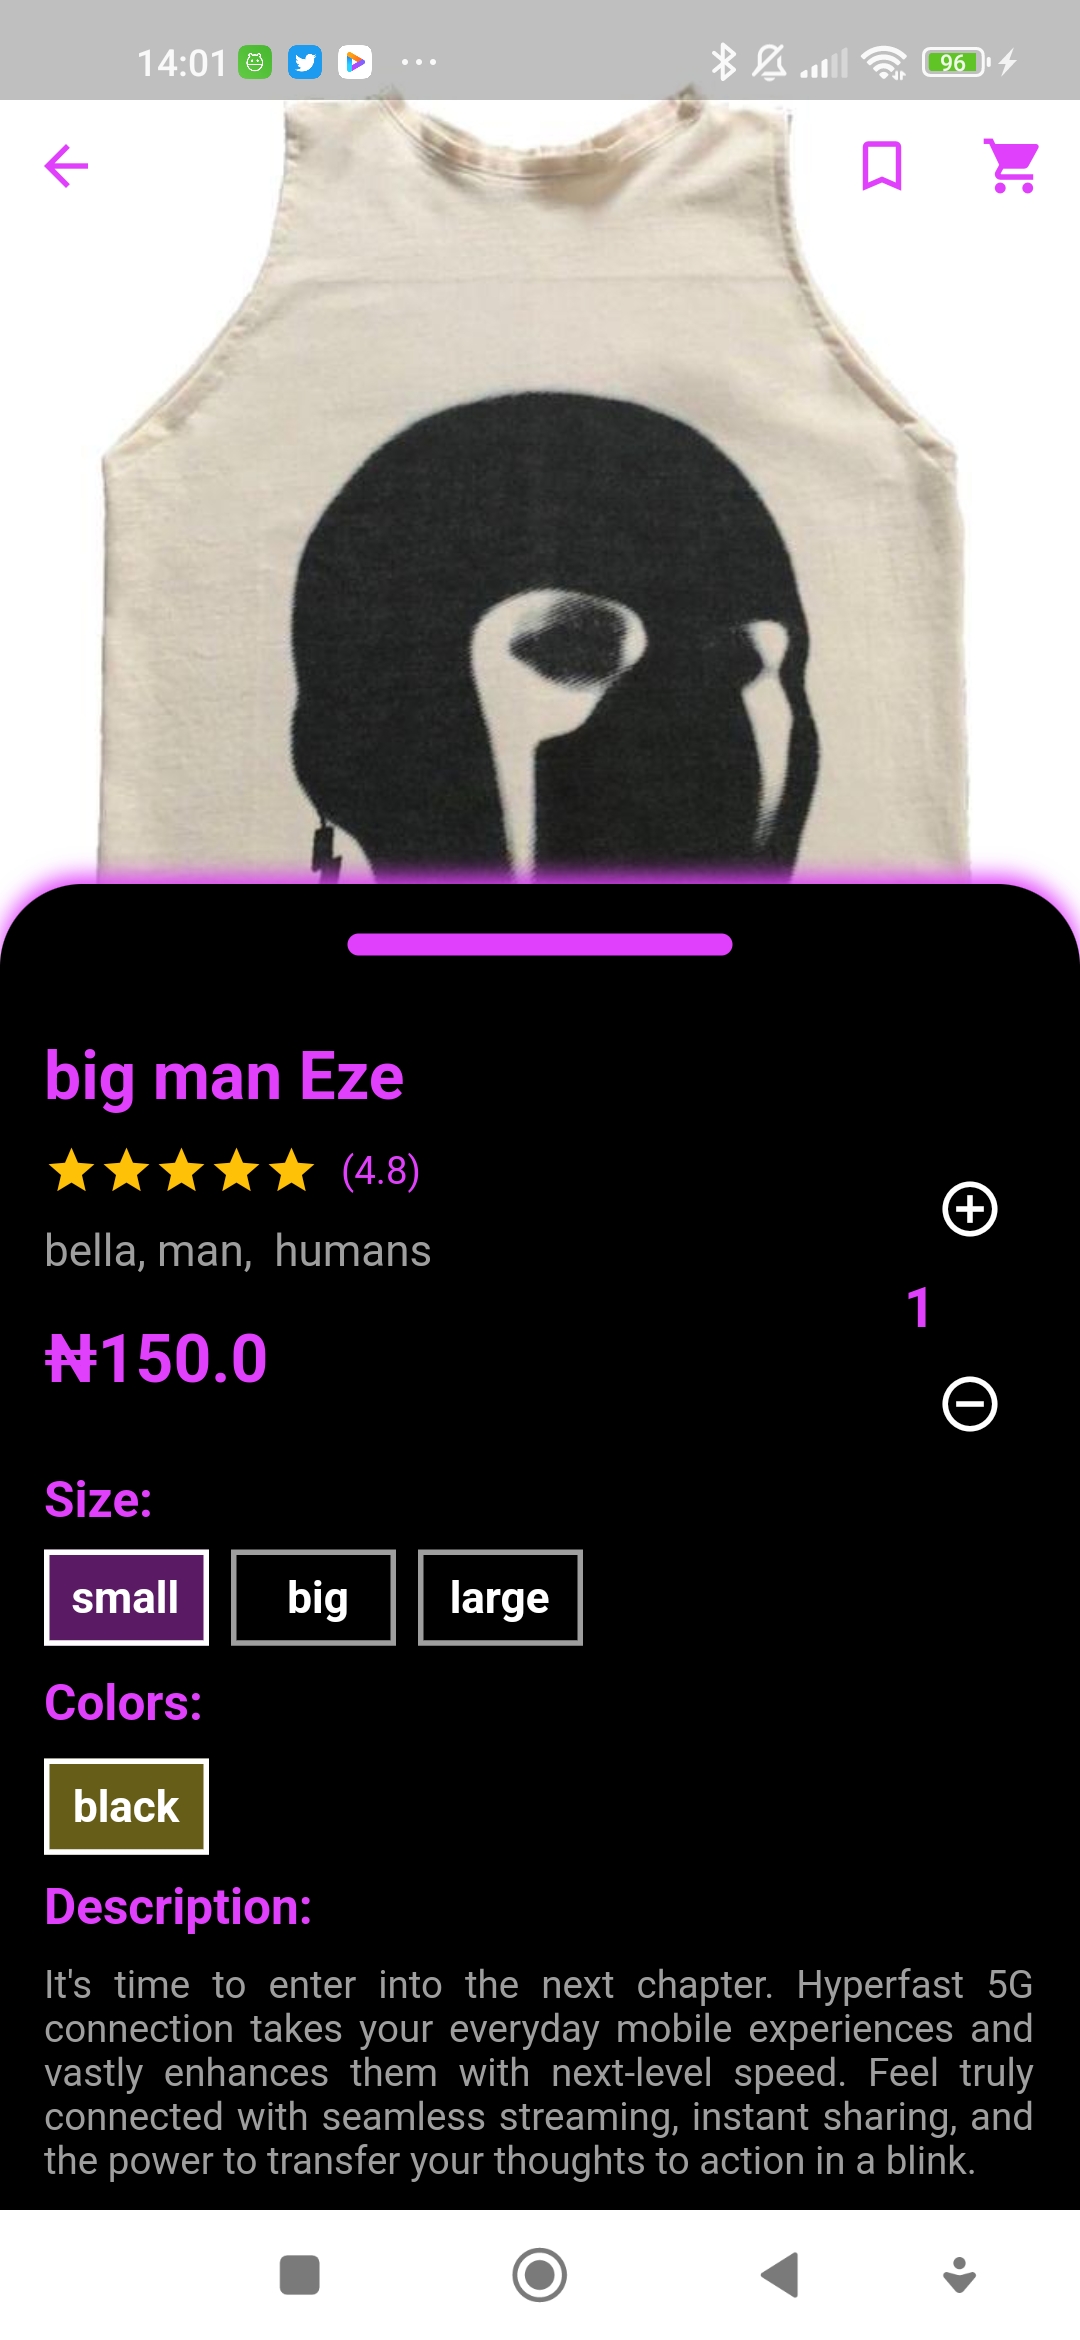 14:01
96
big man Eze
(4.8)
bella, man,  humans
1
₦150.0
Size:
small big large
Colors:
black
Description:
It's time to enter into the next chapter. Hyperfast 5G
connection takes your everyday mobile experiences and
vastly enhances them with next-level speed. Feel truly
connected with seamless streaming, instant sharing, and
the power to transfer your thoughts to action in a blink.